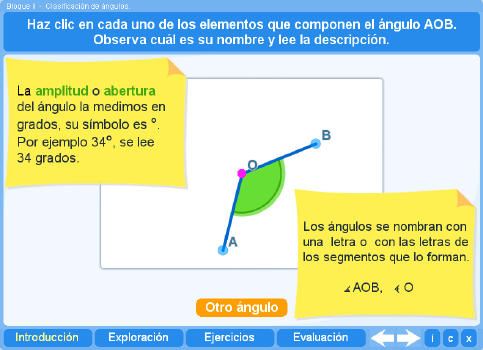 Bloque II - Clasificación de ángulos.
Haz clic en cada uno de los elementos que componen el ángulo AOB.
Observa cuál es su nombre y lee la descripción.
La amplitud o abertura
del ángulo la medimos en
grados, su símbolo es º.
Por ejemplo 34º, se lee
34 grados.
B
O
A
Los ángulos se nombran con
una letra o con las letras de
los segmentos que lo forman.
∡AOB, ∢O
Otro ángulo
Introducción Exploración Ejercicios Evaluación i c x